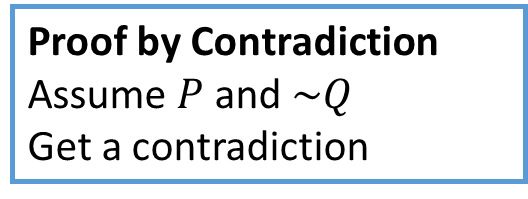 Proof by Contradiction
Assume P and ~Q
Get a contradiction